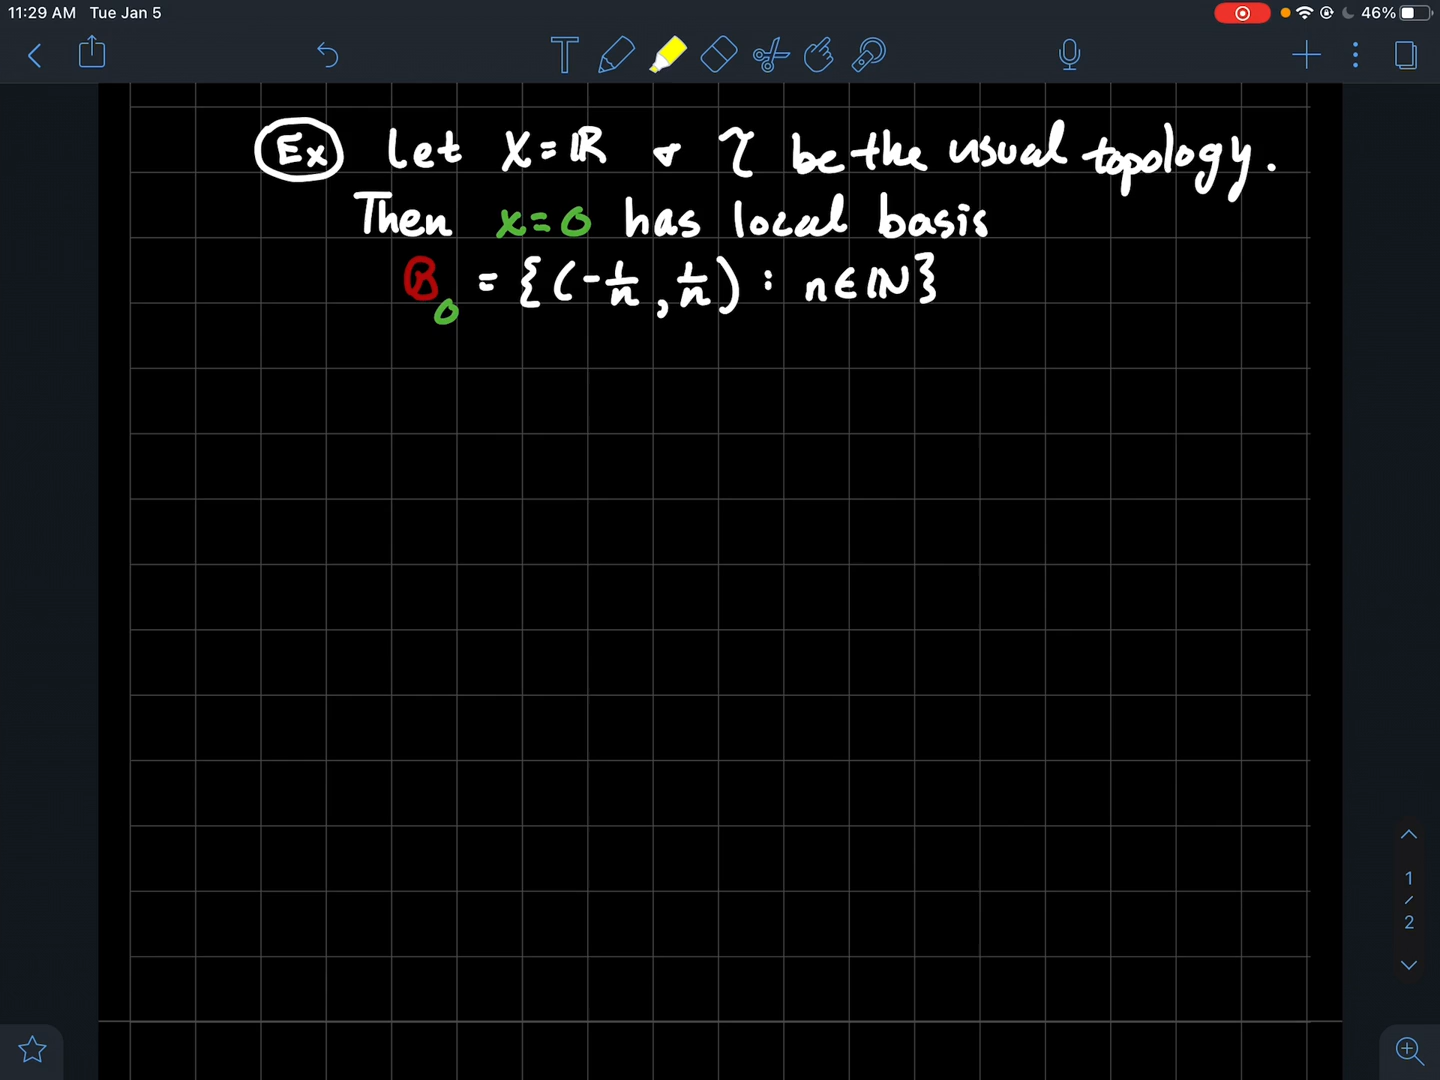 11:29 AM Tue Jan 5
46%
T
Ex Let X = ℝ & τ be the usual topology.
Then x=0 has local basis
B₀ = {(-1/n, 1/n) : n∈ℕ}
1
/
2